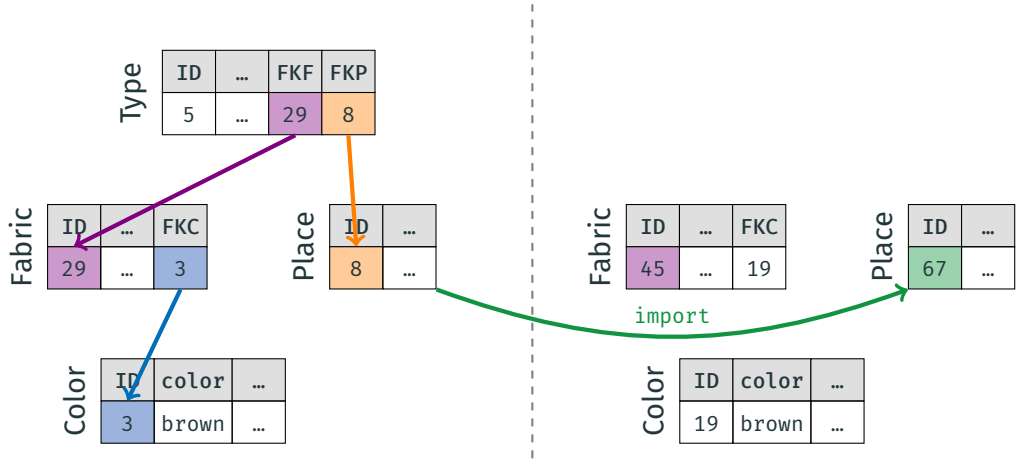 Type
ID … FKF FKP
5 … 29 8
Fabric
ID … FKC
29 … 3
Place
ID …
8 …
Color
ID color …
3 brown …
Fabric
ID … FKC
45 … 19
Place
ID …
67 …
import
Color
ID color …
19 brown …